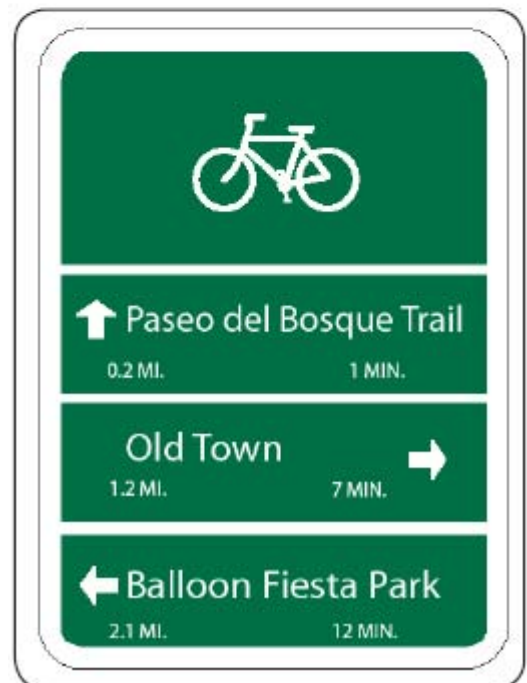 Paseo del Bosque Trail
0.2 MI. 1 MIN.
Old Town
1.2 MI. 7 MIN.
Balloon Fiesta Park
2.1 MI. 12 MIN.